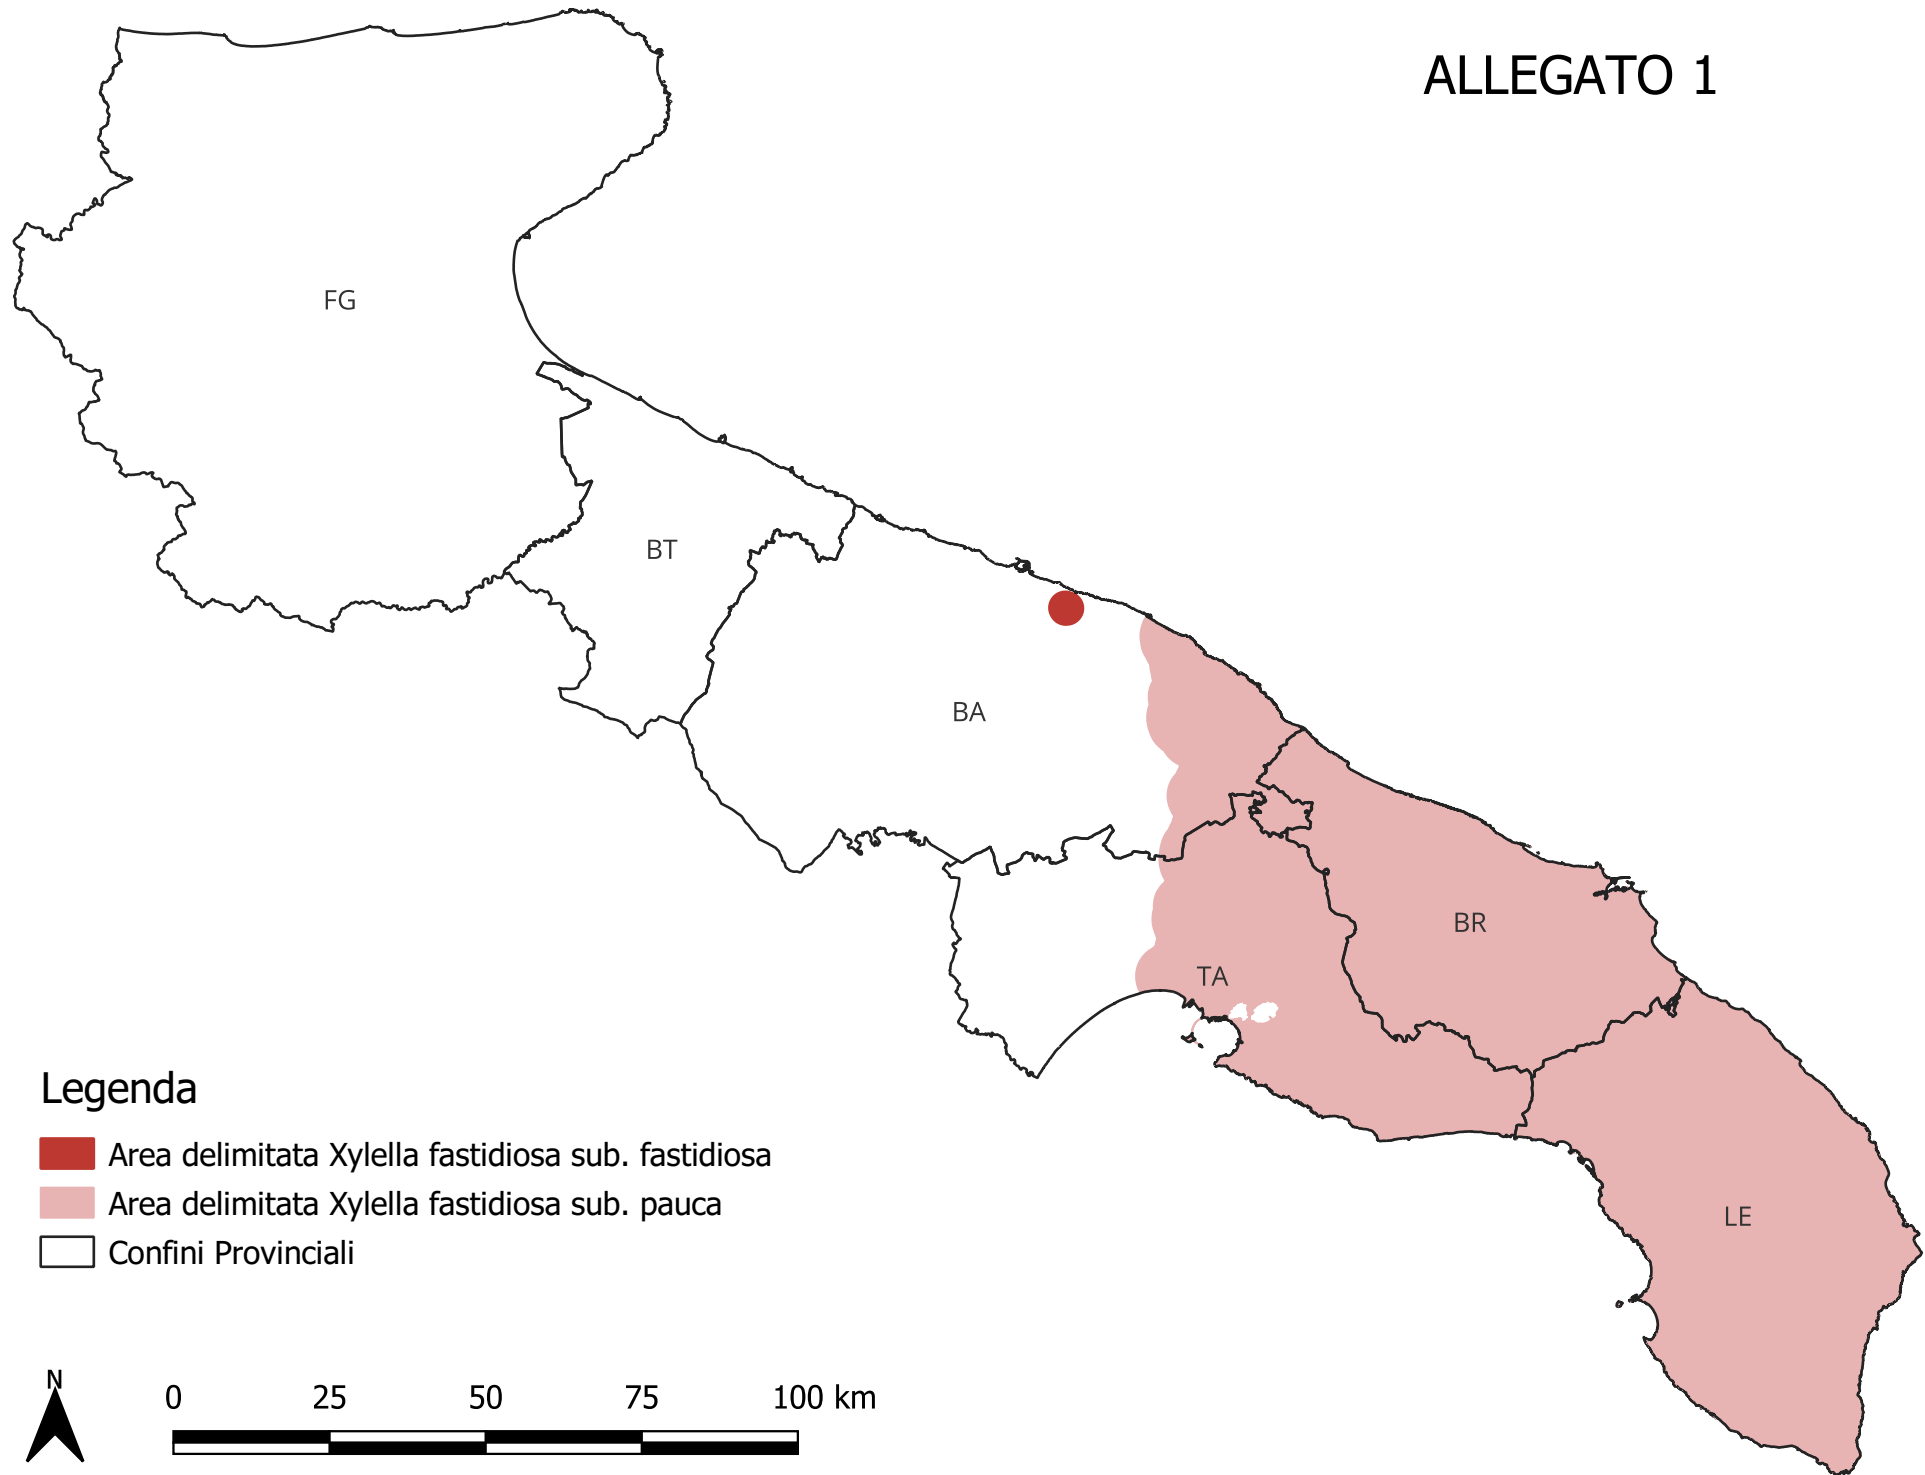 ALLEGATO 1
FG
BT
BA
BR
TA
LE
Legenda
Area delimitata Xylella fastidiosa sub. fastidiosa
Area delimitata Xylella fastidiosa sub. pauca
Confini Provinciali
N
0 25 50 75 100 km